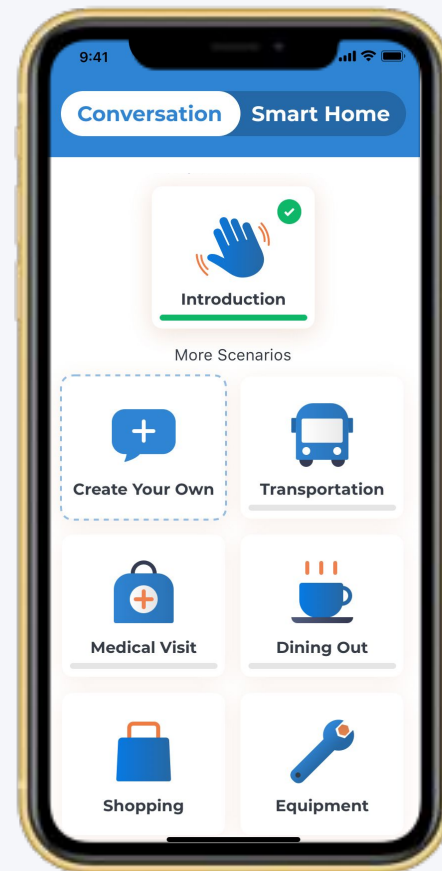 9:41
Conversation
Smart Home
Introduction
More Scenarios
Create Your Own
Transportation
Medical Visit
Dining Out
Shopping
Equipment